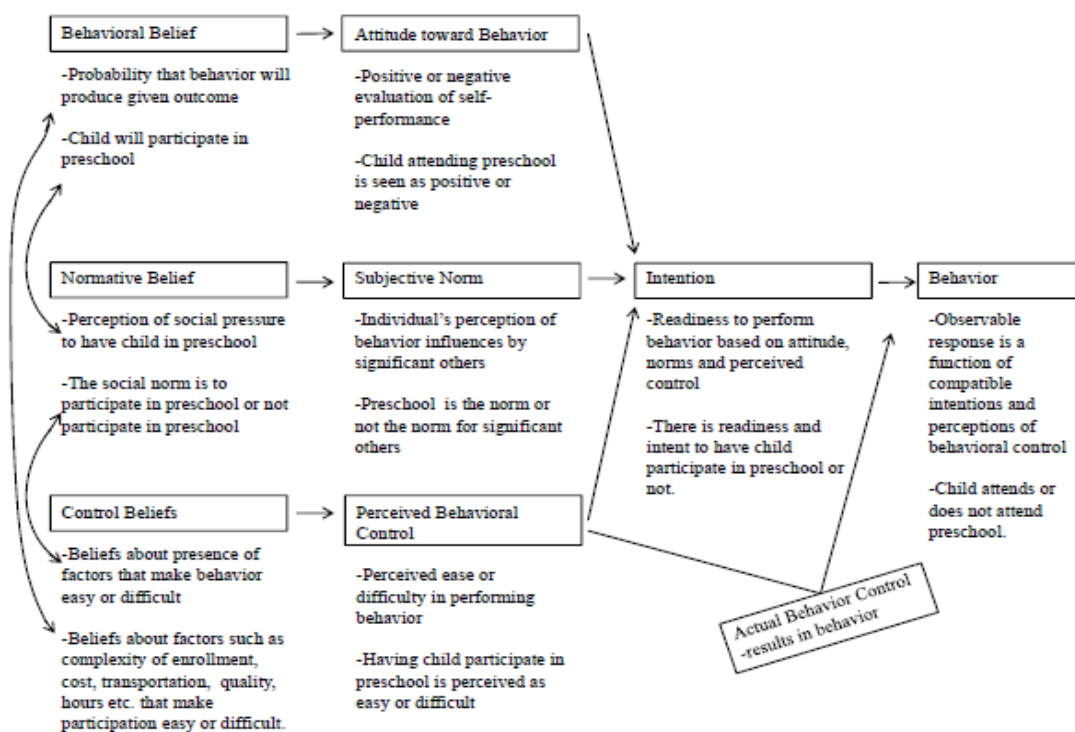 Behavioral Belief
-Probability that behavior will
produce given outcome
-Child will participate in
preschool
Attitude toward Behavior
-Positive or negative
evaluation of self-
performance
-Child attending preschool
is seen as positive or
negative
Normative Belief
-Perception of social pressure
to have child in preschool
-The social norm is to
participate in preschool or not
participate in preschool
Subjective Norm
-Individual's perception of
behavior influences by
significant others
-Preschool is the norm or
not the norm for significant
others
Intention
-Readiness to perform
behavior based on attitude,
norms and perceived
control
-There is readiness and
intent to have child
participate in preschool or
not.
Behavior
-Observable
response is a
function of
compatible
intentions and
perceptions of
behavioral control
-Child attends or
does not attend
preschool.
Control Beliefs
-Beliefs about presence of
factors that make behavior
easy or difficult
-Beliefs about factors such as
complexity of enrollment,
cost, transportation, quality,
hours etc. that make
participation easy or difficult.
Perceived Behavioral
Control
-Perceived ease or
difficulty in performing
behavior
-Having child participate in
preschool is perceived as
easy or difficult
Actual Behavior Control
-results in behavior